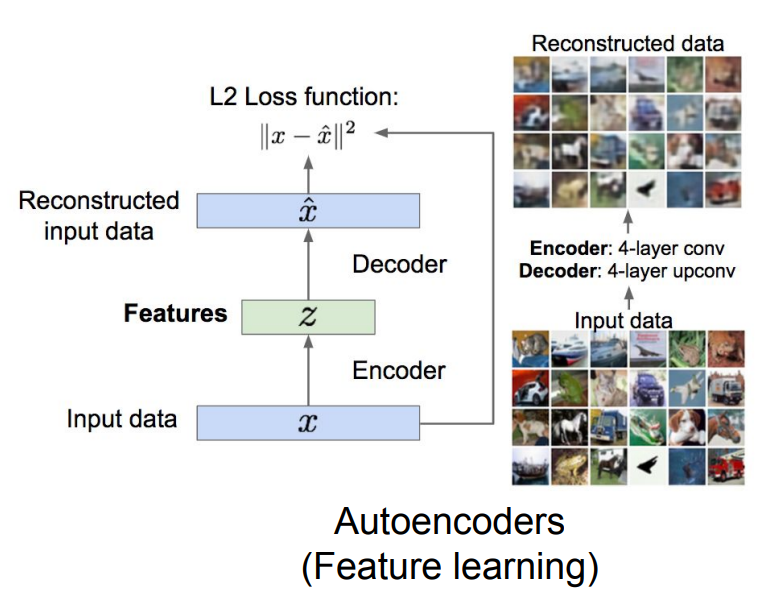 Reconstructed data
L2 Loss function:
‖x − x̂‖²
Reconstructed
input data
x̂
Decoder
Encoder: 4-layer conv
Decoder: 4-layer upconv
Features
z
Input data
Encoder
Input data
x
Autoencoders
(Feature learning)